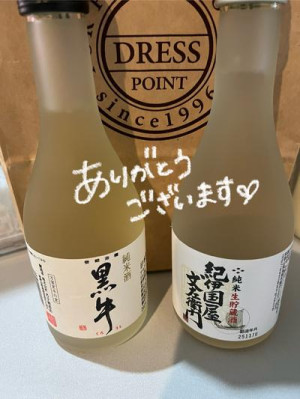 DRESS
POINT
since1996
ありがとう
ございます♡
純米酒
黒牛
純米
生貯蔵酒
紀伊国屋
文左衛門